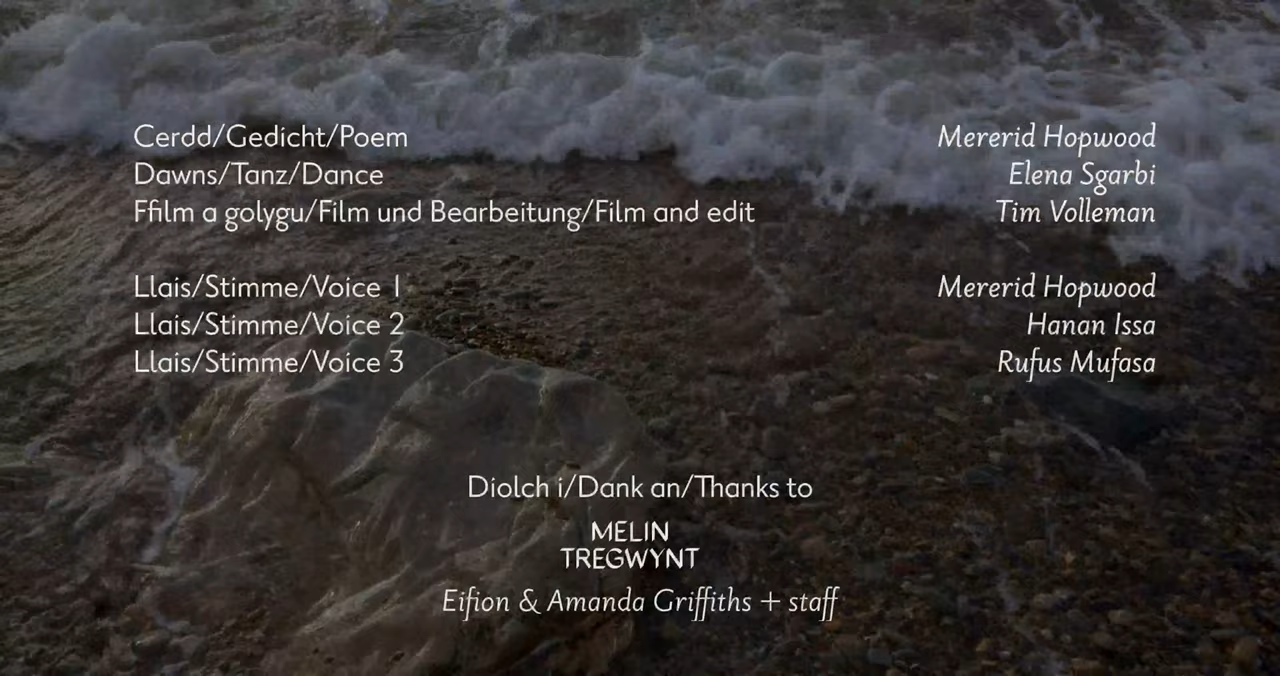 Cerdd/Gedicht/Poem Mererid Hopwood
Dawns/Tanz/Dance Elena Sgarbi
Ffilm a golygu/Film und Bearbeitung/Film and edit Tim Volleman
Llais/Stimme/Voice 1 Mererid Hopwood
Llais/Stimme/Voice 2 Hanan Issa
Llais/Stimme/Voice 3 Rufus Mufasa
Diolch i/Dank an/Thanks to
MELIN
TREGWYNT
Eifion & Amanda Griffiths + staff